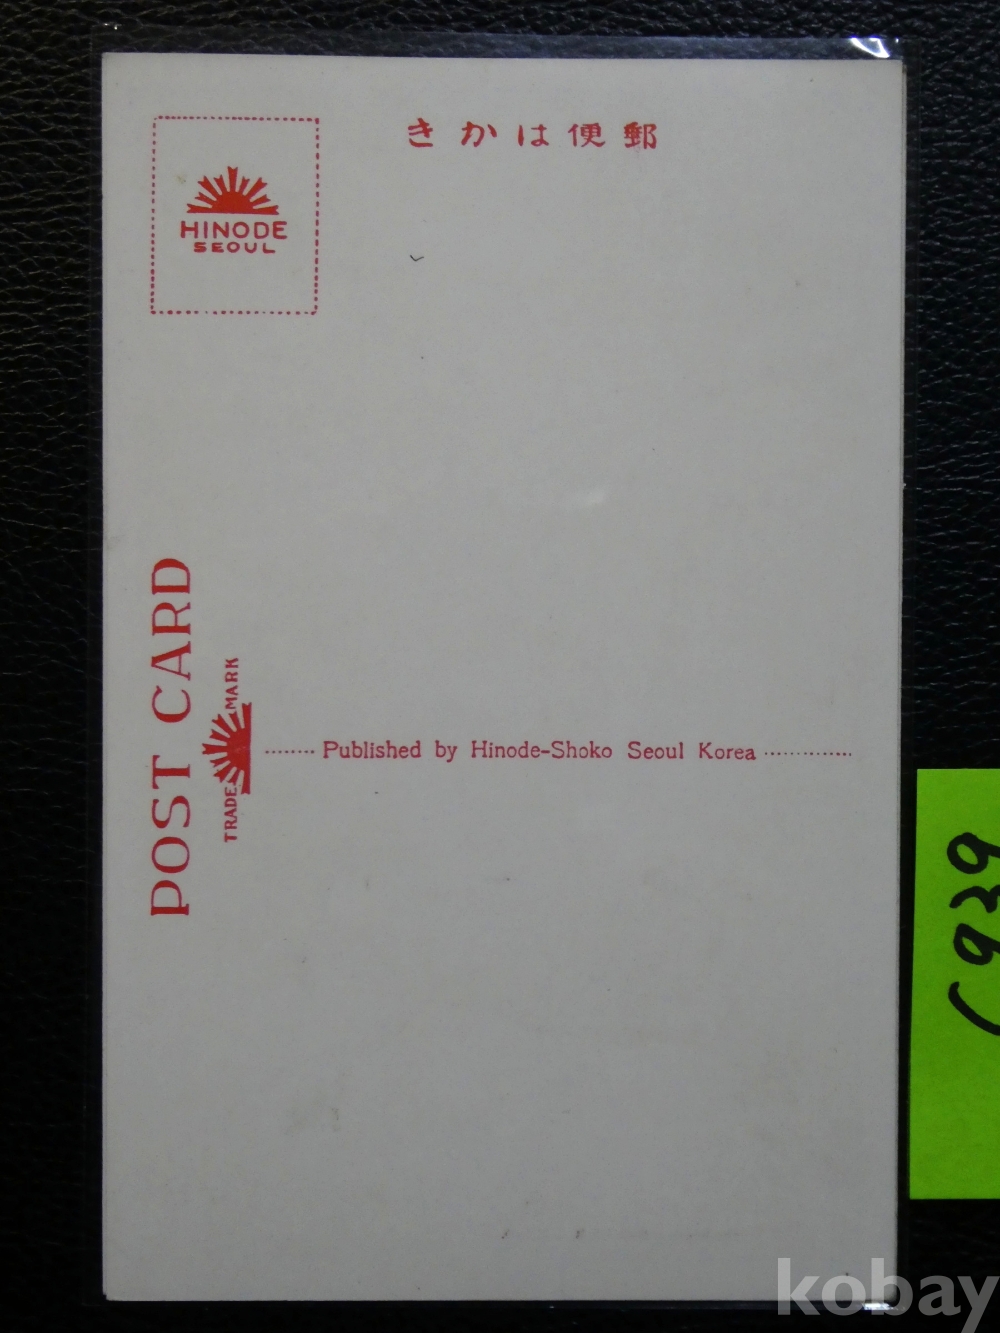 きかは便郵
HINODE
SEOUL
POST CARD
TRADE MARK
Published by Hinode-Shoko Seoul Korea
C939
kobay